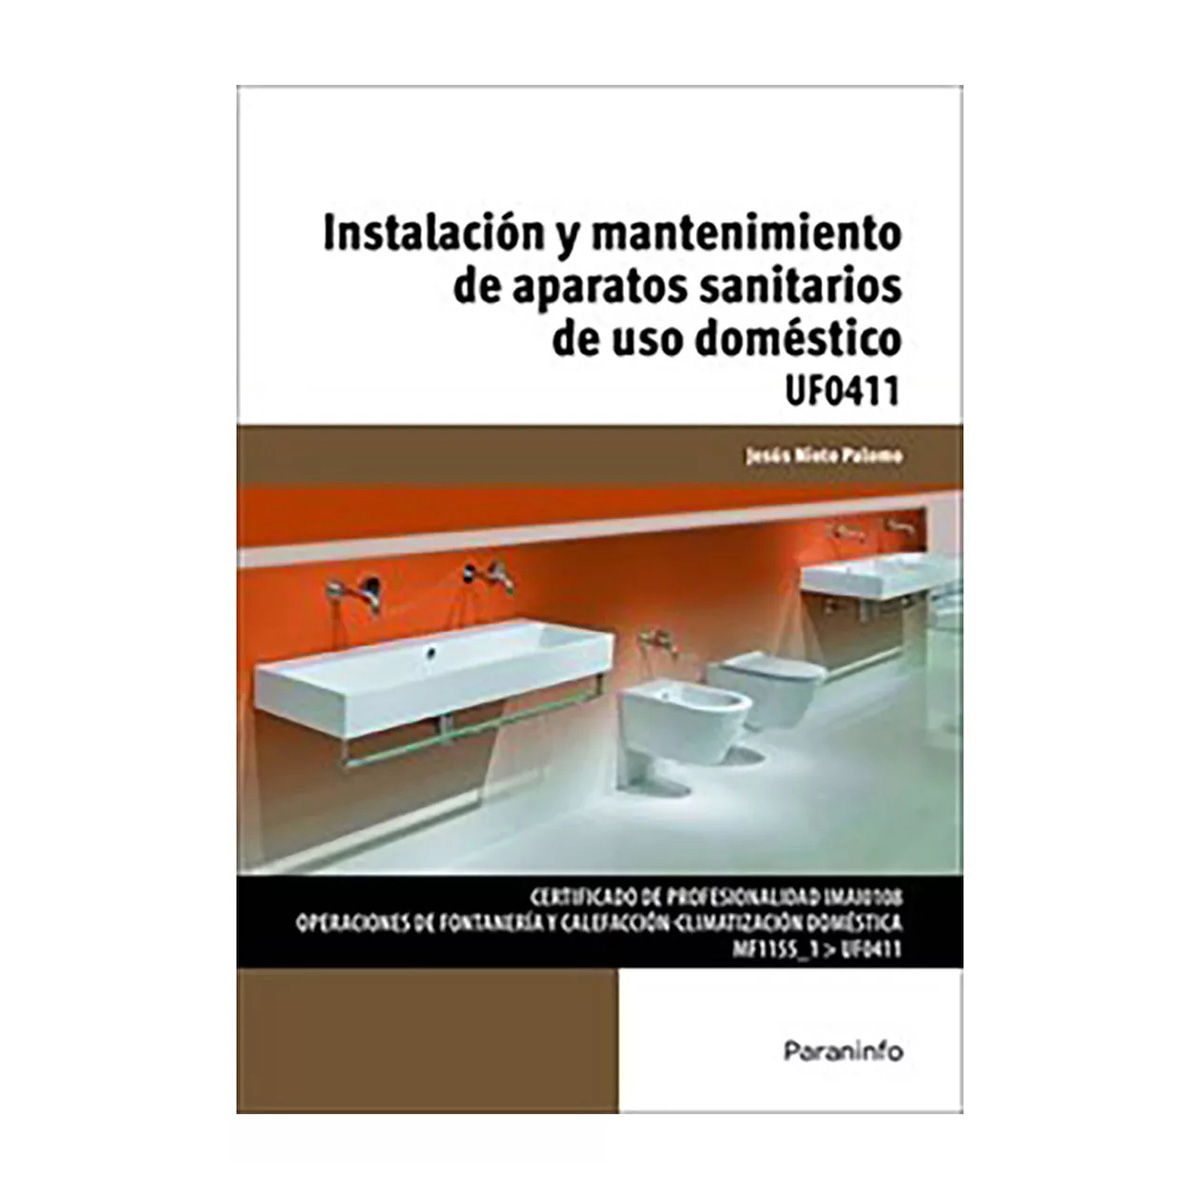 Instalación y mantenimiento
de aparatos sanitarios
de uso doméstico
UF0411
Jesús Nieto Palomo
CERTIFICADO DE PROFESIONALIDAD IMAI0108
OPERACIONES DE FONTANERÍA Y CALEFACCIÓN-CLIMATIZACIÓN DOMÉSTICA
MF1155_1 > UF0411
Paraninfo